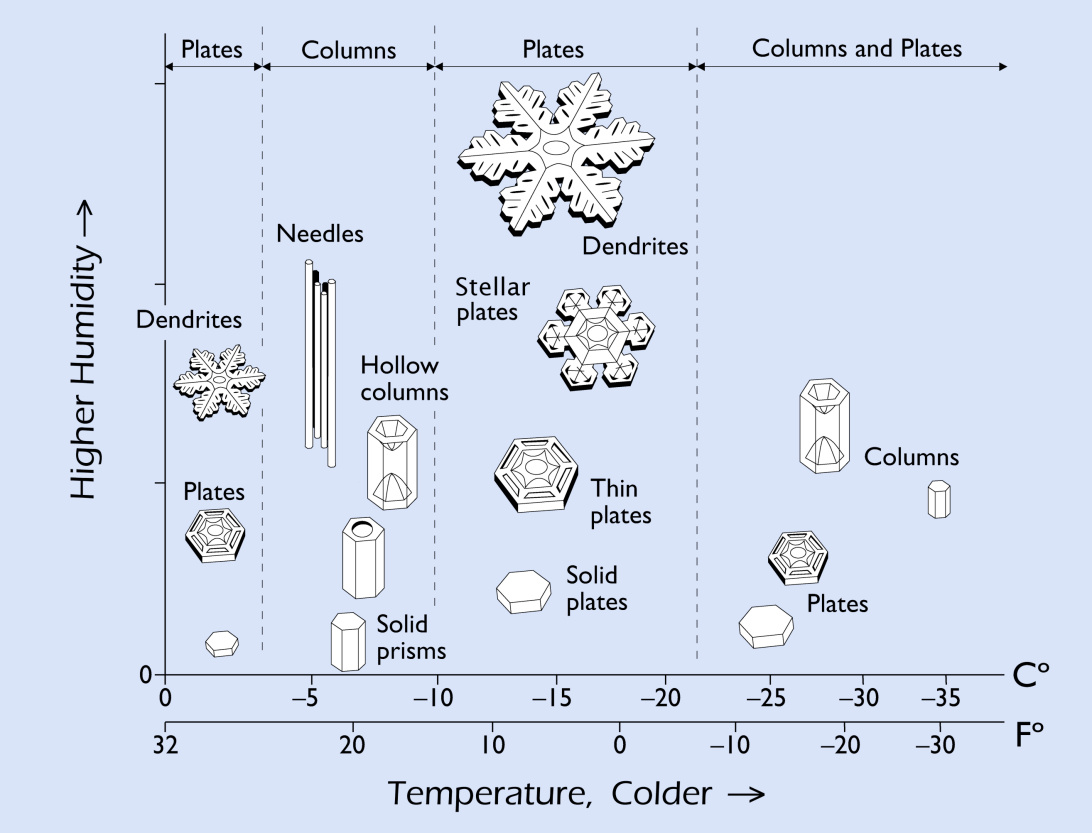 Plates
Columns
Plates
Columns and Plates
Higher Humidity →
Needles
Dendrites
Dendrites
Stellar
plates
Hollow
columns
Columns
Plates
Thin
plates
Solid
plates
Plates
Solid
prisms
0
0 –5 –10 –15 –20 –25 –30 –35 C°
32 20 10 0 –10 –20 –30 F°
Temperature, Colder →